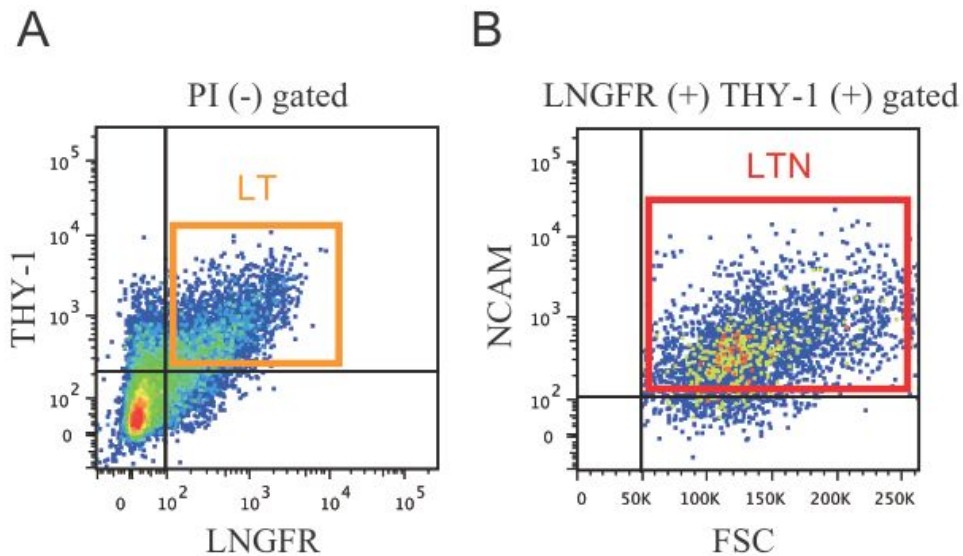 A
B
PI (-) gated
LNGFR (+) THY-1 (+) gated
LT
LTN
THY-1
10^5
10^4
10^3
10^2
0
0
10^2
10^3
10^4
10^5
LNGFR
NCAM
10^5
10^4
10^3
10^2
0
0
50K
100K
150K
200K
250K
FSC